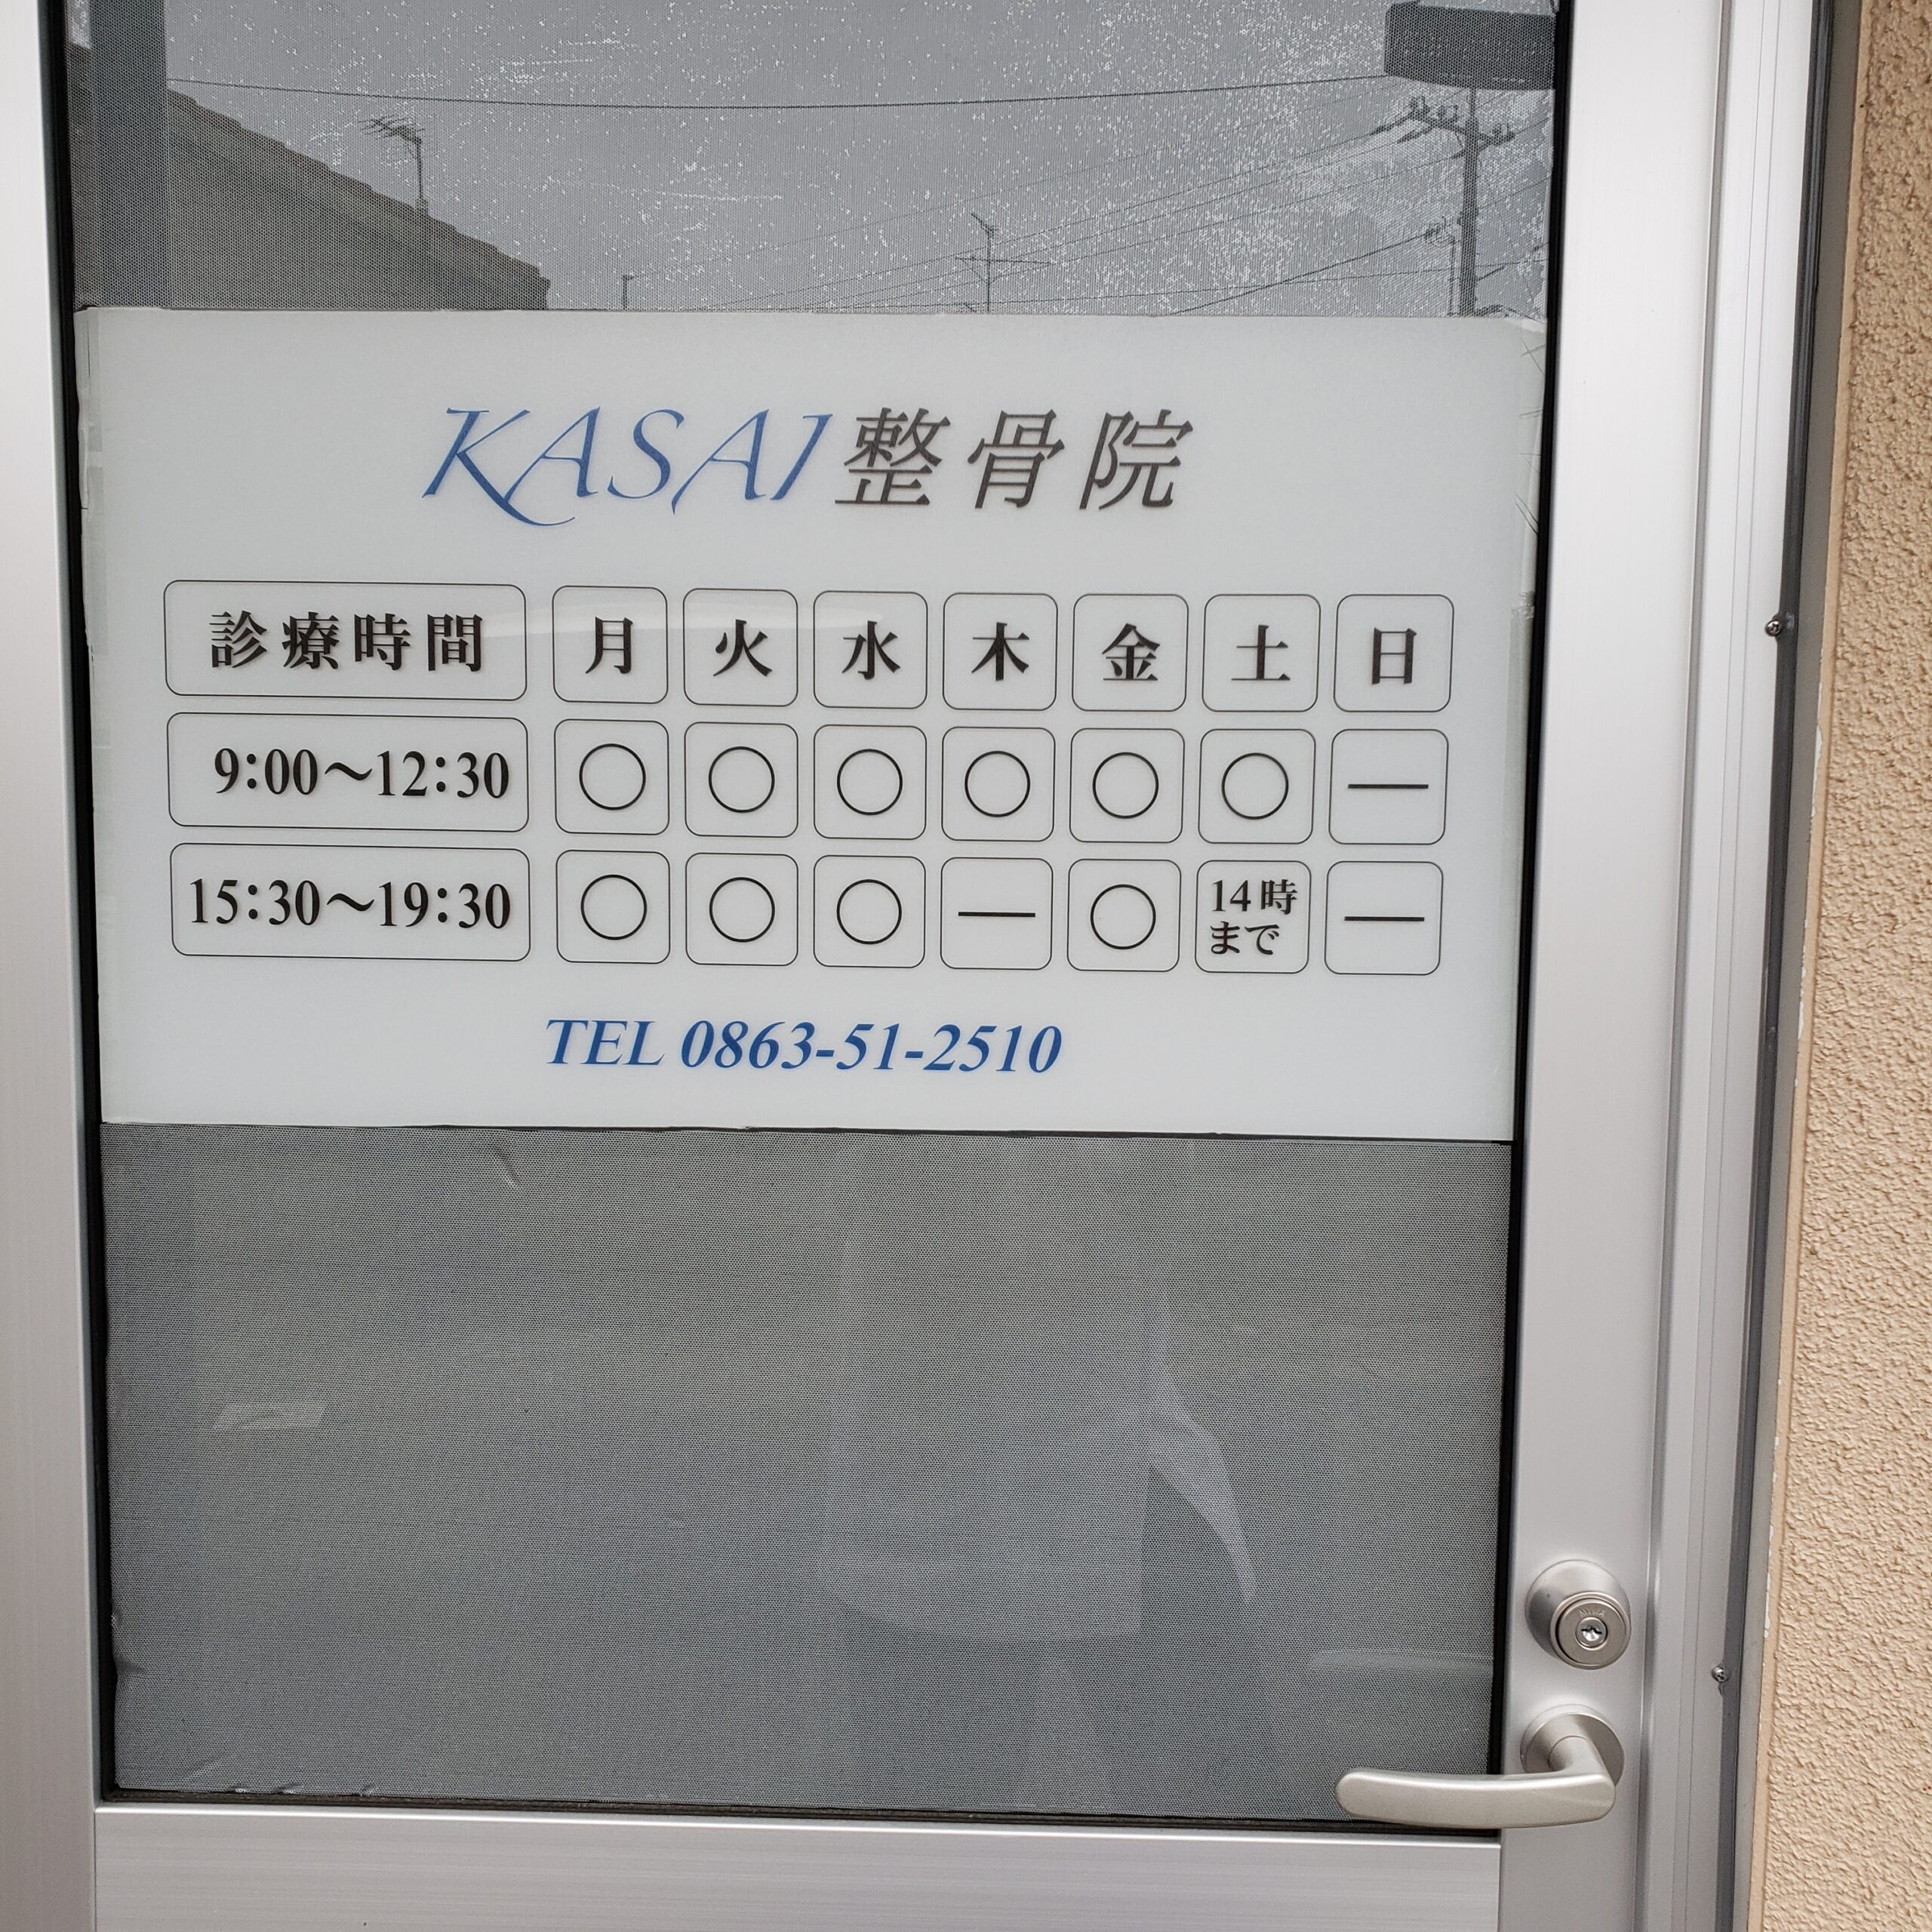 KASAI整骨院
診療時間 月 火 水 木 金 土 日
9:00〜12:30 ○ ○ ○ ○ ○ ○ —
15:30〜19:30 ○ ○ ○ — ○ 14時まで —
TEL 0863-51-2510